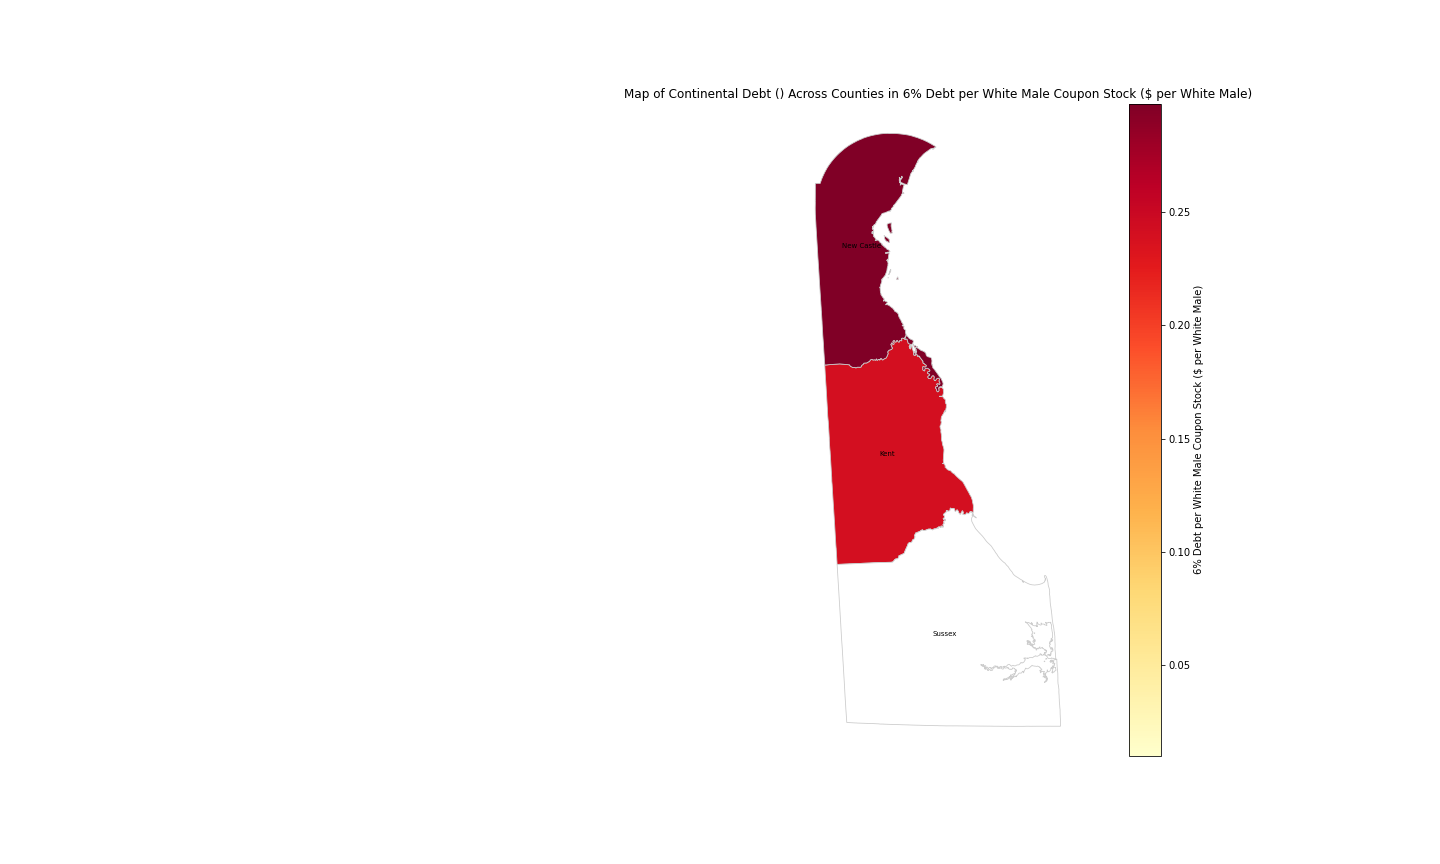 Map of Continental Debt () Across Counties in 6% Debt per White Male Coupon Stock ($ per White Male)
New Castle
Kent
Sussex
0.25
0.20
0.15
0.10
0.05
6% Debt per White Male Coupon Stock ($ per White Male)